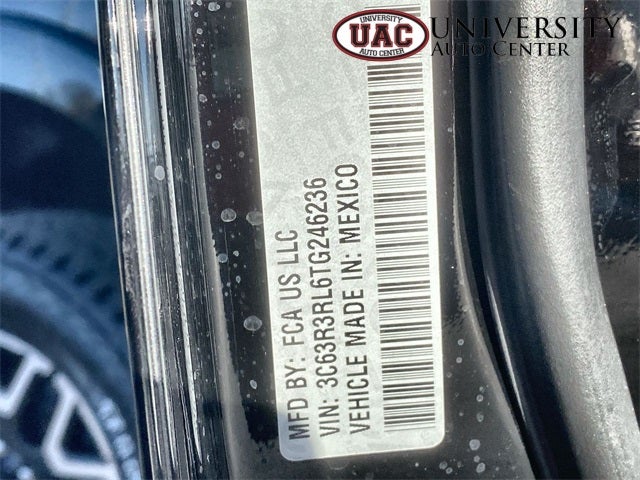 UNIVERSITY
UAC
AUTO CENTER
UNIVERSITY
AUTO CENTER
MFD BY: FCA US LLC
VIN: 3C63R3RL6TG246236
VEHICLE MADE IN: MEXICO